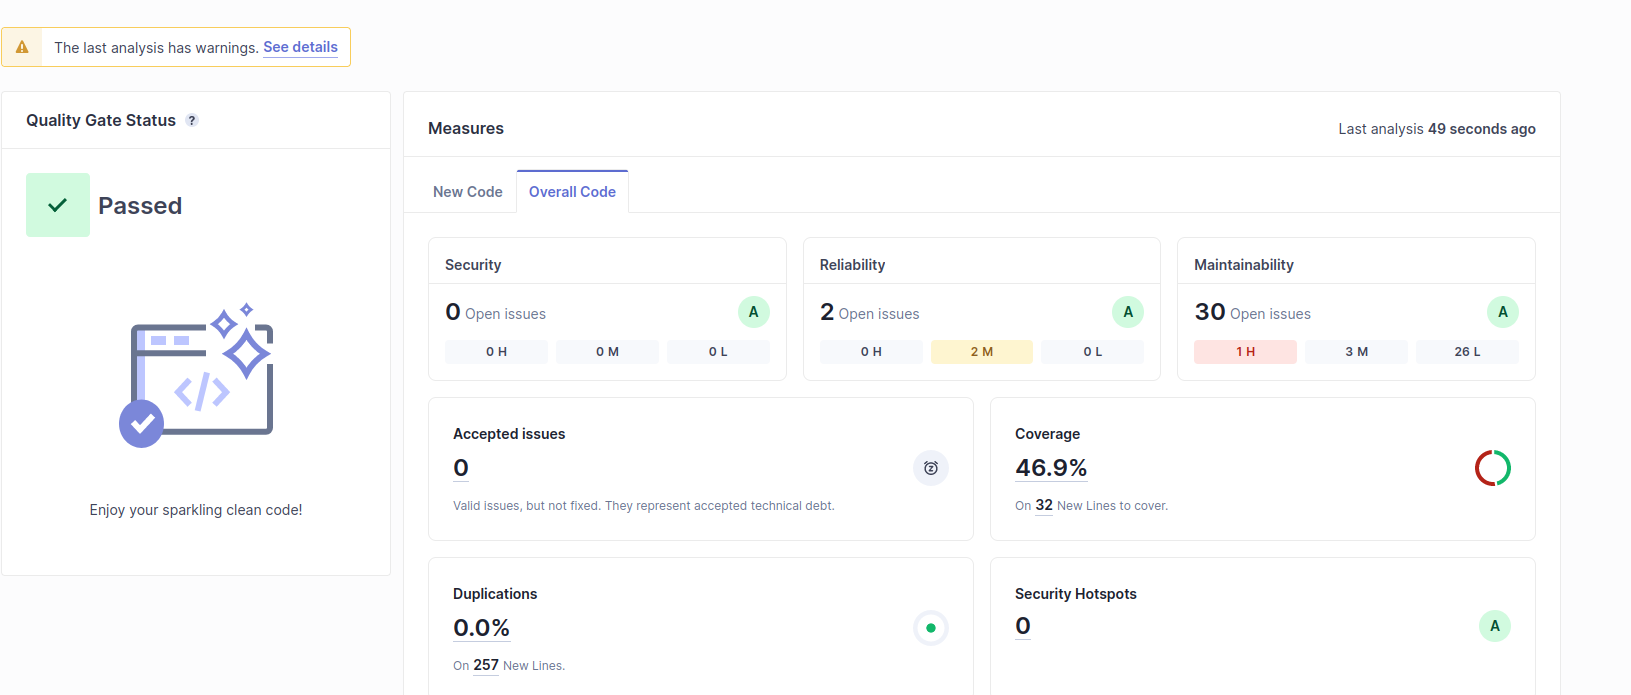 The last analysis has warnings. See details
Quality Gate Status ?
Passed
Enjoy your sparkling clean code!
Measures
Last analysis 49 seconds ago
New Code
Overall Code
Security
0 Open issues
A
0 H
0 M
0 L
Reliability
2 Open issues
A
0 H
2 M
0 L
Maintainability
30 Open issues
A
1 H
3 M
26 L
Accepted issues
0
Valid issues, but not fixed. They represent accepted technical debt.
Coverage
46.9%
On 32 New Lines to cover.
Duplications
0.0%
On 257 New Lines.
Security Hotspots
0
A